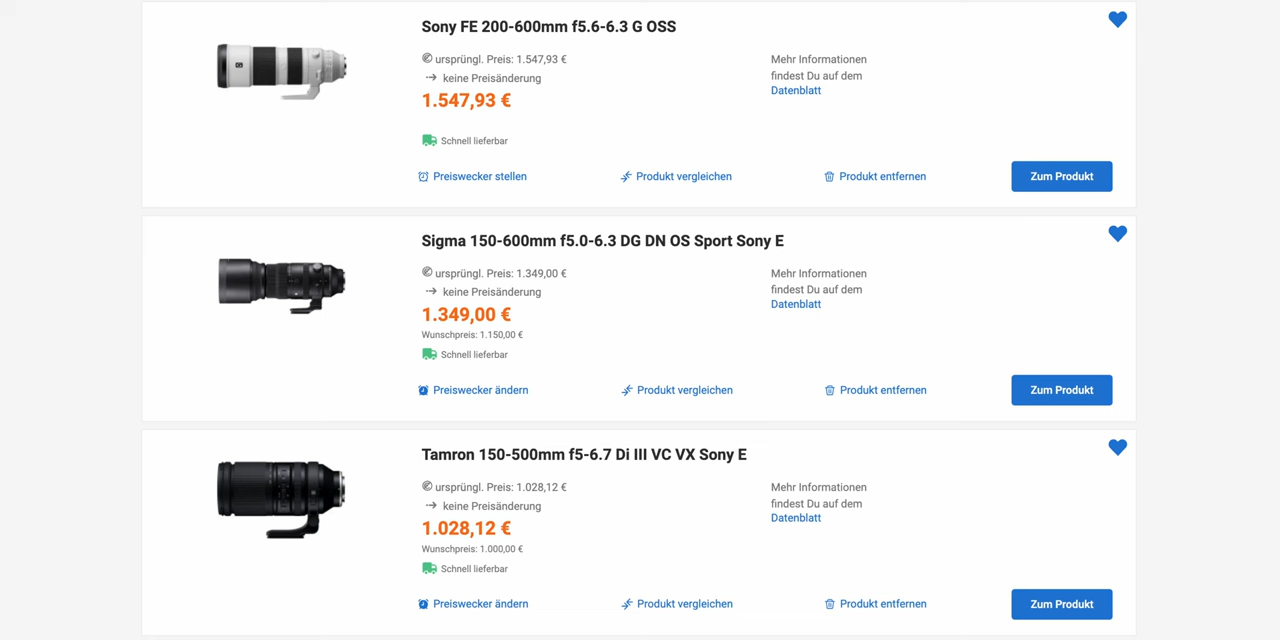 Sony FE 200-600mm f5.6-6.3 G OSS
ursprüngl. Preis: 1.547,93 €
keine Preisänderung
1.547,93 €
Schnell lieferbar
Mehr Informationen
findest Du auf dem
Datenblatt
Preiswecker stellen
Produkt vergleichen
Produkt entfernen
Zum Produkt
Sigma 150-600mm f5.0-6.3 DG DN OS Sport Sony E
ursprüngl. Preis: 1.349,00 €
keine Preisänderung
1.349,00 €
Wunschpreis: 1.150,00 €
Schnell lieferbar
Mehr Informationen
findest Du auf dem
Datenblatt
Preiswecker ändern
Produkt vergleichen
Produkt entfernen
Zum Produkt
Tamron 150-500mm f5-6.7 Di III VC VX Sony E
ursprüngl. Preis: 1.028,12 €
keine Preisänderung
1.028,12 €
Wunschpreis: 1.000,00 €
Schnell lieferbar
Mehr Informationen
findest Du auf dem
Datenblatt
Preiswecker ändern
Produkt vergleichen
Produkt entfernen
Zum Produkt